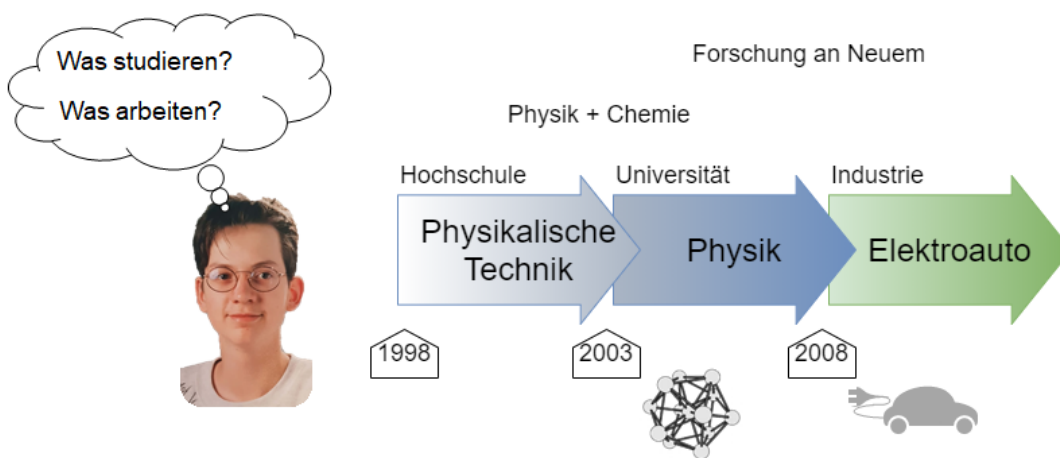 Was studieren?
Was arbeiten?
Forschung an Neuem
Physik + Chemie
Hochschule
Universität
Industrie
Physikalische
Technik
Physik
Elektroauto
1998
2003
2008